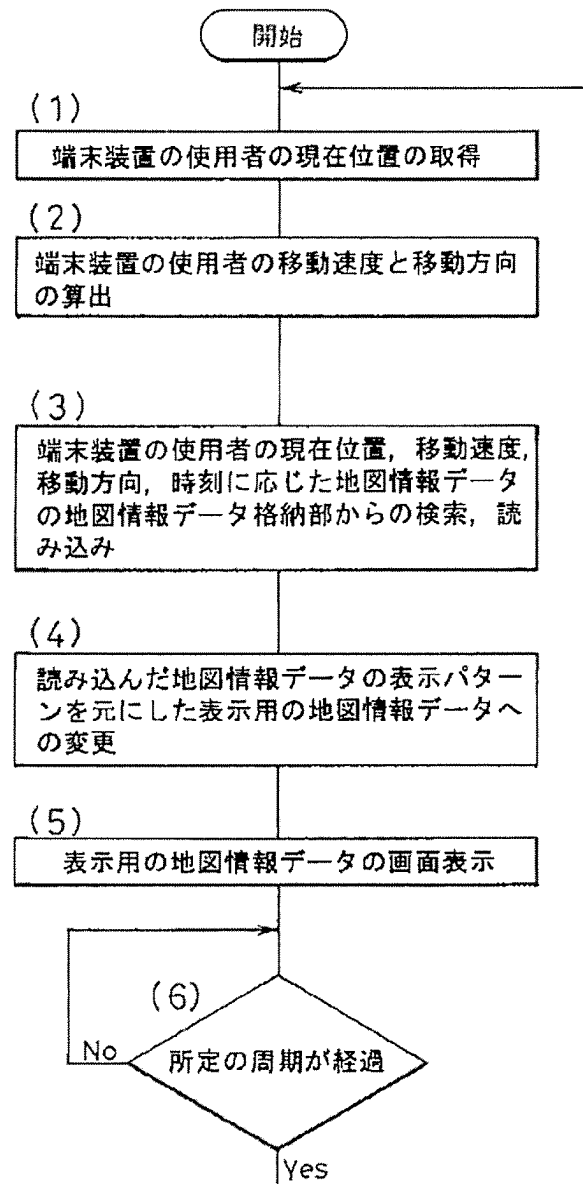 開始
(1)
端末装置の使用者の現在位置の取得
(2)
端末装置の使用者の移動速度と移動方向
の算出
(3)
端末装置の使用者の現在位置，移動速度，
移動方向，時刻に応じた地図情報データ
の地図情報データ格納部からの検索，読
み込み
(4)
読み込んだ地図情報データの表示パター
ンを元にした表示用の地図情報データへ
の変更
(5)
表示用の地図情報データの画面表示
(6)
No
所定の周期が経過
Yes